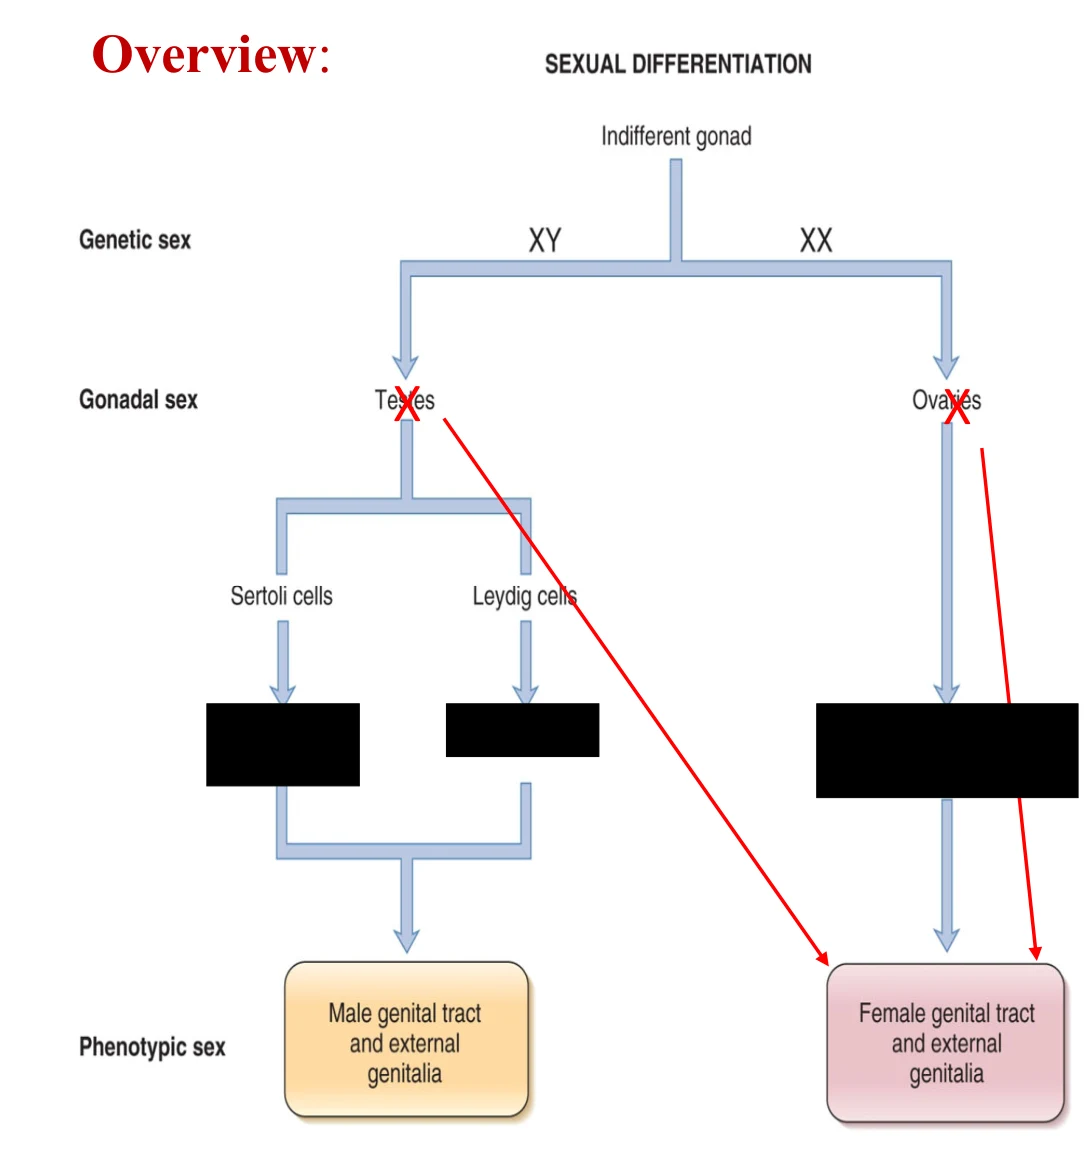 Overview:
SEXUAL DIFFERENTIATION
Indifferent gonad
Genetic sex
XY
XX
Gonadal sex
Testes
X
Ovaries
X
Sertoli cells
Leydig cells
Phenotypic sex
Male genital tract
and external
genitalia
Female genital tract
and external
genitalia